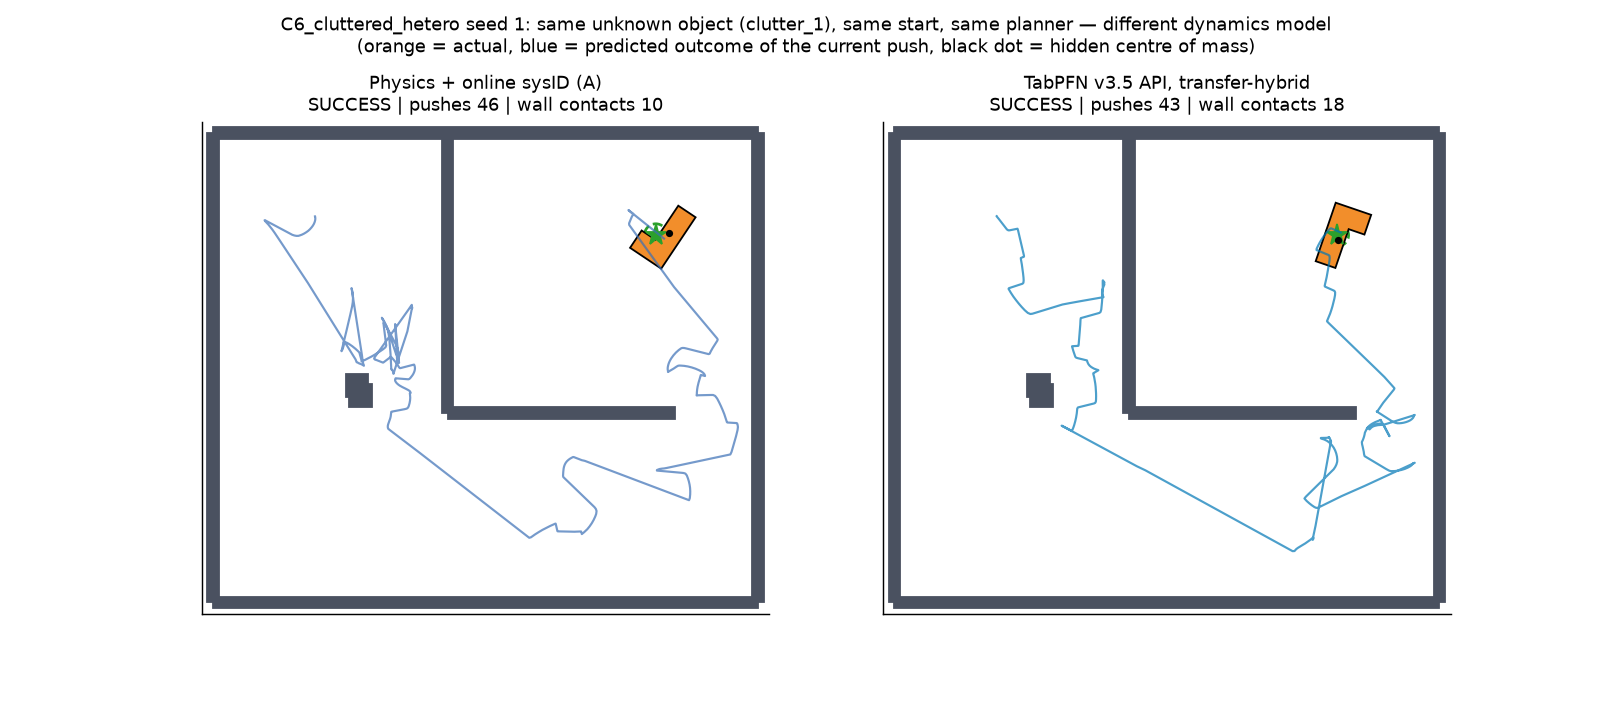 C6_cluttered_hetero seed 1: same unknown object (clutter_1), same start, same planner — different dynamics model
(orange = actual, blue = predicted outcome of the current push, black dot = hidden centre of mass)
Physics + online sysID (A)
SUCCESS | pushes 46 | wall contacts 10
TabPFN v3.5 API, transfer-hybrid
SUCCESS | pushes 43 | wall contacts 18